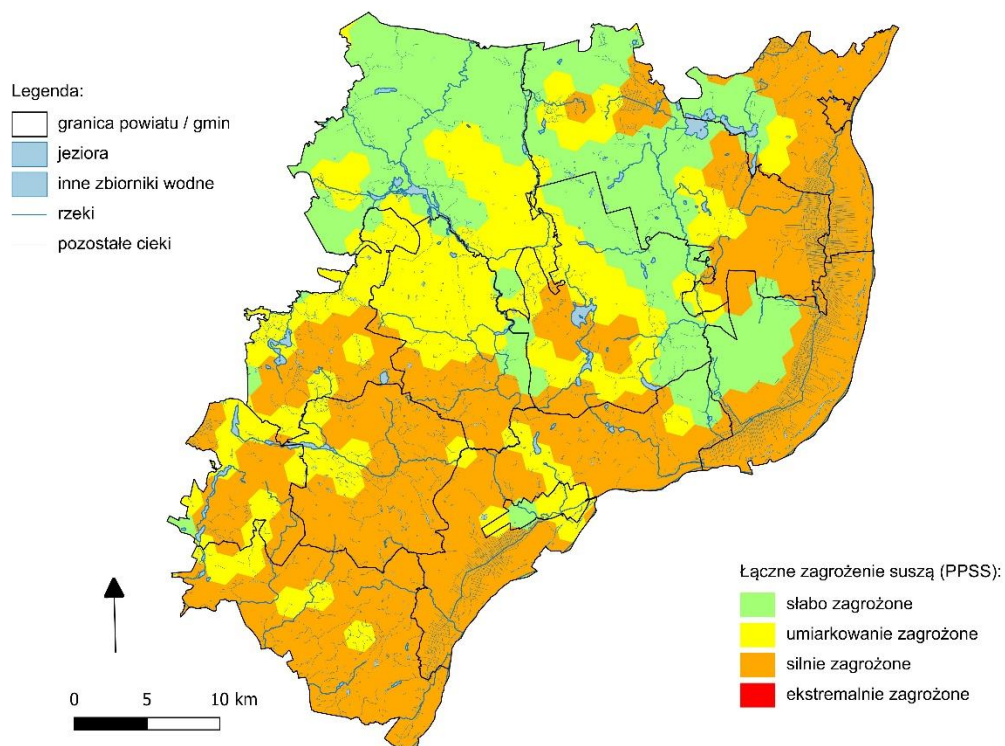 Legenda:
granica powiatu / gmin
jeziora
inne zbiorniki wodne
rzeki
pozostałe cieki
Łączne zagrożenie suszą (PPSS):
słabo zagrożone
umiarkowanie zagrożone
silnie zagrożone
ekstremalnie zagrożone
0 5 10 km